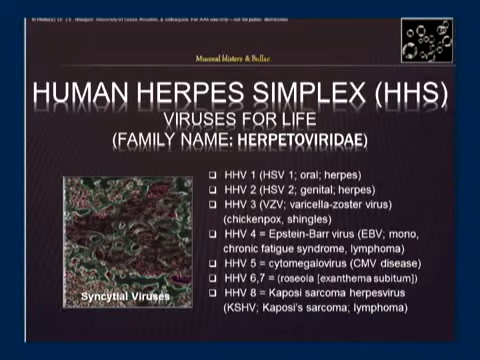 Mucosal blisters & Bullae
HUMAN HERPES SIMPLEX (HHS)
VIRUSES FOR LIFE
(FAMILY NAME: HERPETOVIRIDAE)
❑ HHV 1 (HSV 1; oral; herpes)
❑ HHV 2 (HSV 2; genital; herpes)
❑ HHV 3 (VZV; varicella-zoster virus)
(chickenpox, shingles)
❑ HHV 4 = Epstein-Barr virus (EBV; mono,
chronic fatigue syndrome, lymphoma)
❑ HHV 5 = cytomegalovirus (CMV disease)
❑ HHV 6,7 = (roseola [exanthema subitum])
❑ HHV 8 = Kaposi sarcoma herpesvirus
(KSHV; Kaposi's sarcoma; lymphoma)
Syncytial Viruses